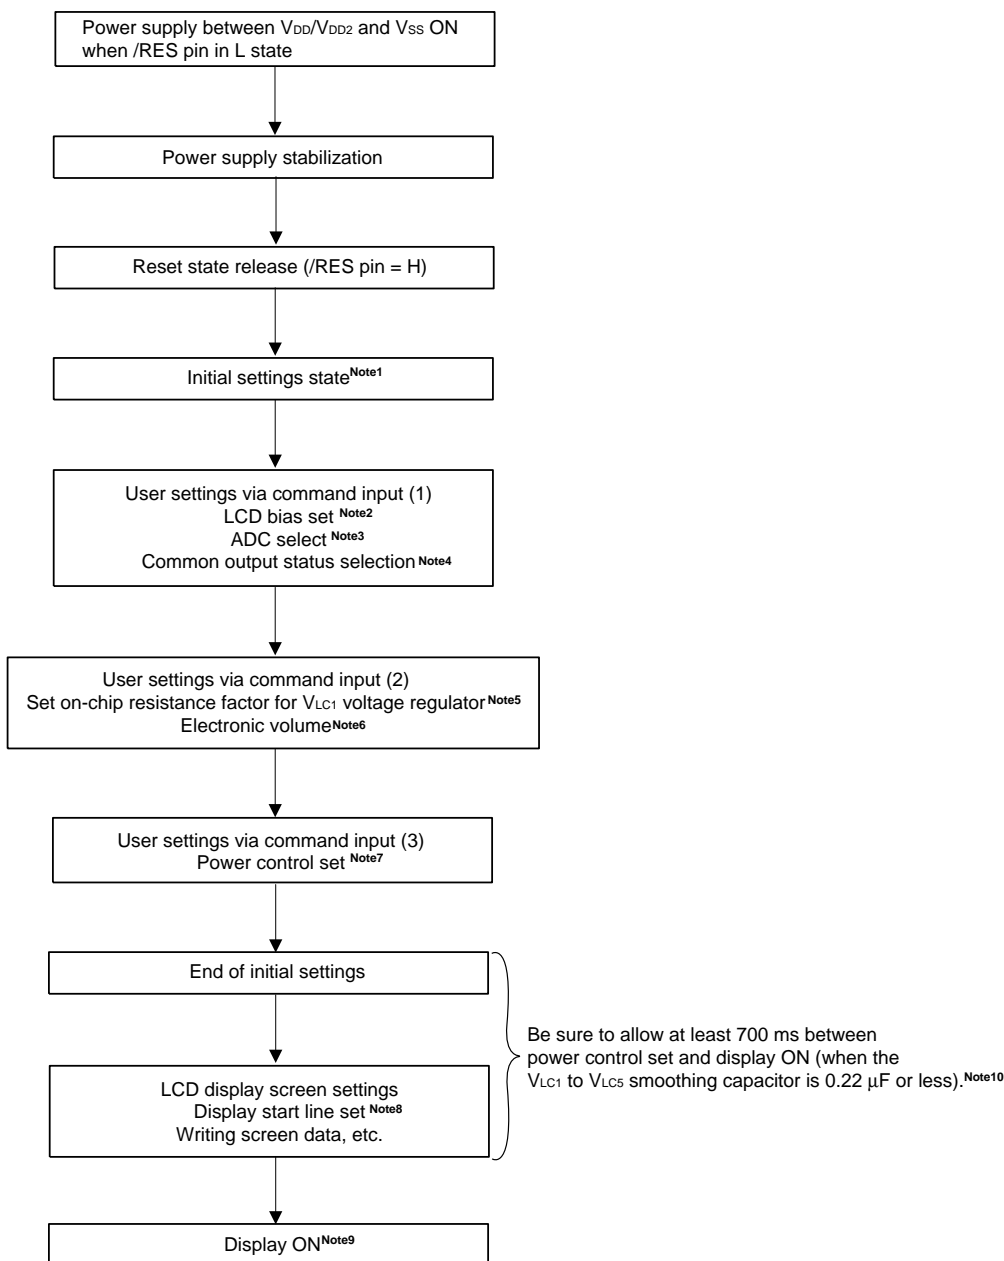 Power supply between VDD/VDD2 and VSS ON
when /RES pin in L state
Power supply stabilization
Reset state release (/RES pin = H)
Initial settings stateNote1
User settings via command input (1)
LCD bias set Note2
ADC select Note3
Common output status selection Note4
User settings via command input (2)
Set on-chip resistance factor for VLC1 voltage regulator Note5
Electronic volume Note6
User settings via command input (3)
Power control set Note7
End of initial settings
Be sure to allow at least 700 ms between
power control set and display ON (when the
VLC1 to VLC5 smoothing capacitor is 0.22 μF or less).Note10
LCD display screen settings
Display start line set Note8
Writing screen data, etc.
Display ONNote9